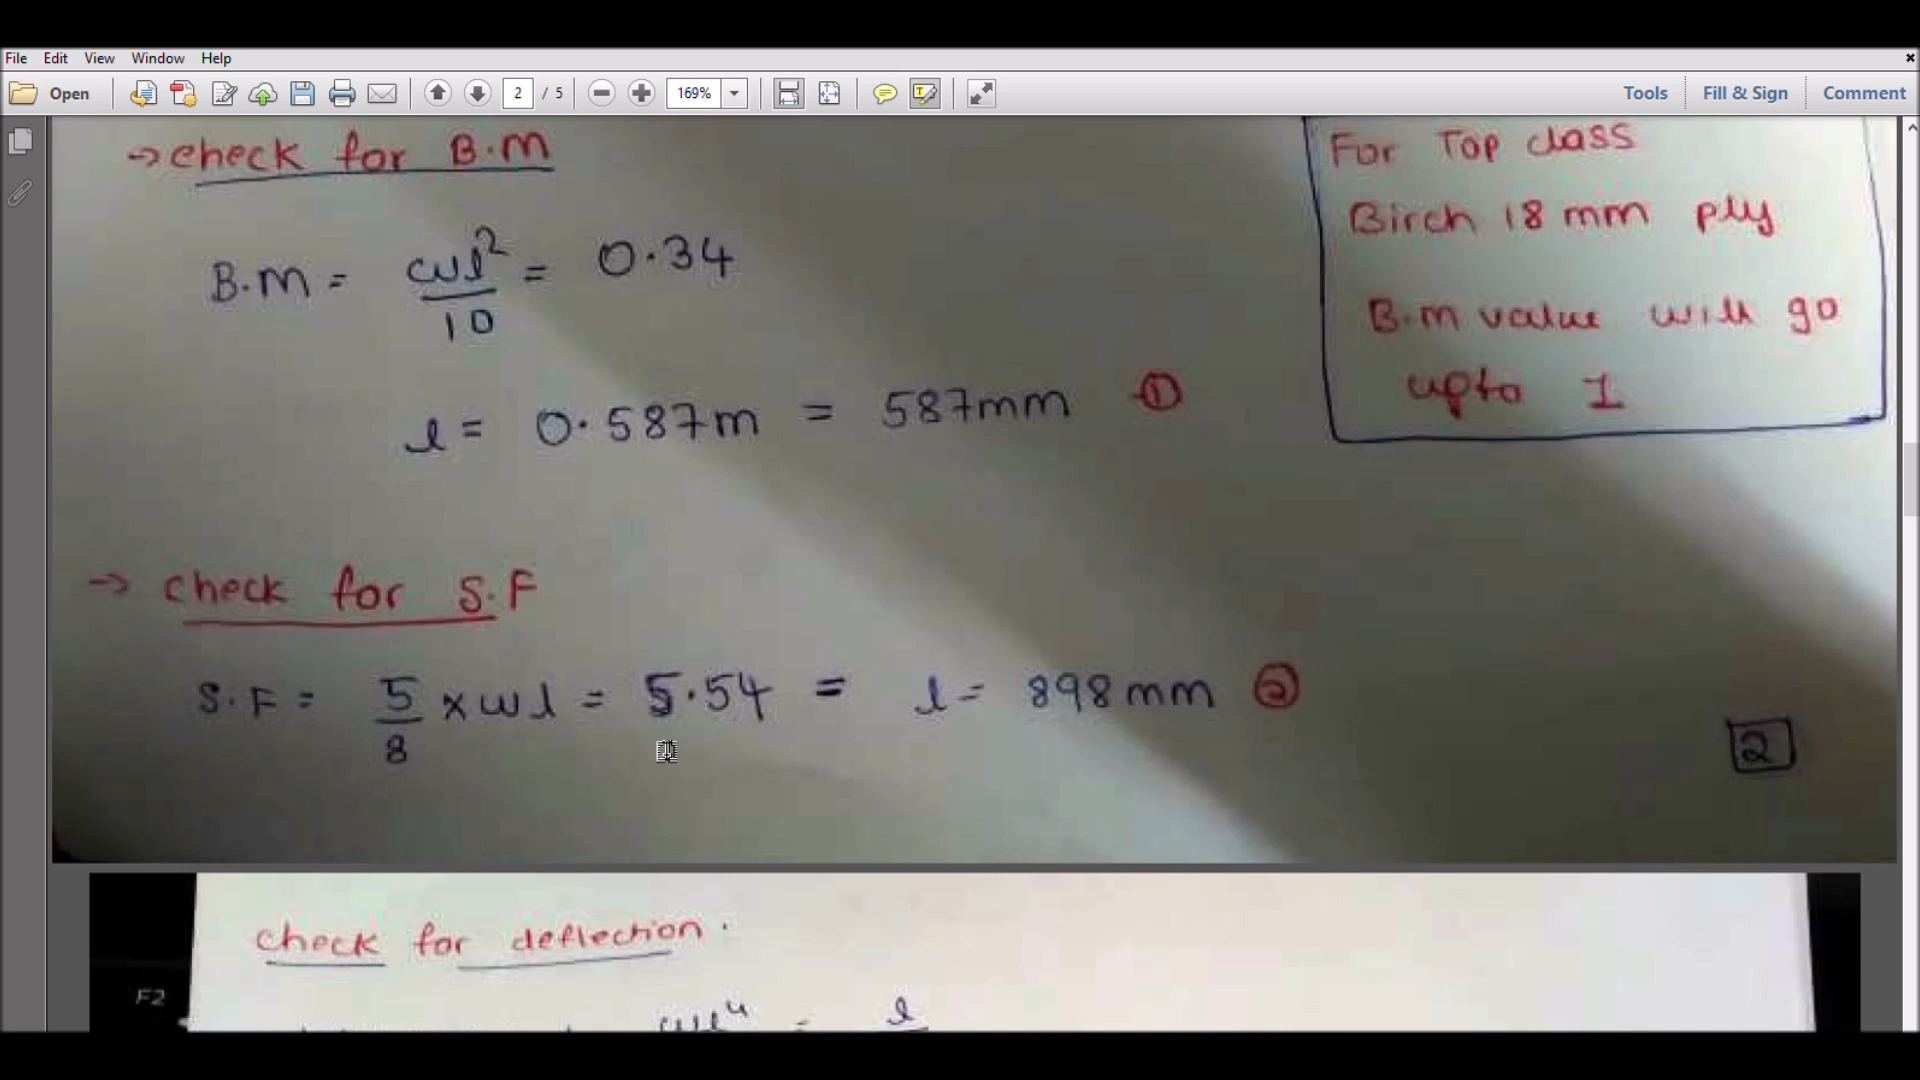 File Edit View Window Help
Open 2 / 5 169% Tools Fill & Sign Comment
→ check for B.M
B.M = wl²/10 = 0.34
l = 0.587m = 587mm ①
For Top class
Birch 18 mm ply
B.m value will go
upto 1
→ check for S.F
S.F = 5/8 x wl = 5.54 = l = 898mm ②
2
check for deflection.
wl⁴ = l
F2